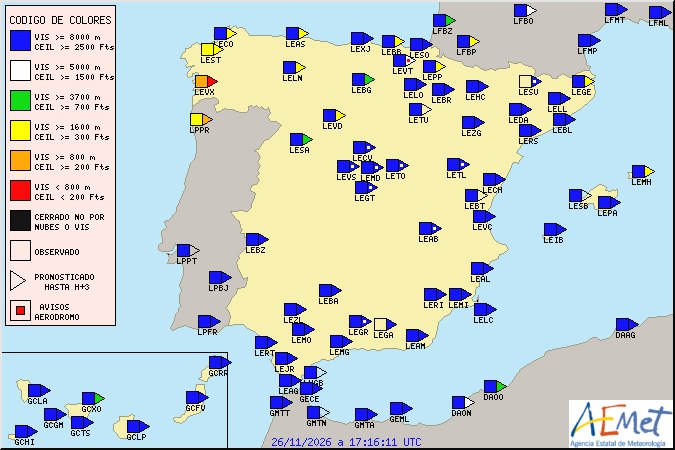 CODIGO DE COLORES
VIS >= 8000 m
CEIL >= 2500 Fts
VIS >= 5000 m
CEIL >= 1500 Fts
VIS >= 3700 m
CEIL >= 700 Fts
VIS >= 1600 m
CEIL >= 300 Fts
VIS >= 800 m
CEIL >= 200 Fts
VIS < 800 m
CEIL < 200 Fts
CERRADO NO POR
NUBES O VIS
OBSERVADO
PRONOSTICADO
HASTA H+3
AVISOS
AERODROMO
LFBO
LFMT
LFML
LFBZ
LECO
LEAS
LEXJ
LEBB
LESO
LFBP
LFMP
LEST
LEVT
LEPP
LELN
LEVX
LEBG
LELO
LEBR
LEHC
LESU
LEGE
LELL
LPPR
LEVD
LETU
LEZG
LEDA
LEBL
LERS
LESA
LECV
LEVS
LEMD
LETO
LETL
LEGT
LECH
LEMH
LEBT
LESB
LEPA
LEVC
LEAB
LEIB
LEBZ
LPPT
LEAL
LPBJ
LEBA
LERI
LEMI
LEZL
LELC
LPFR
LEMO
LEGR
LEGA
DAAG
LERT
LEMG
LEAM
LEJR
GCRR
LEAG
GECE
DAOO
GCLA
GCXO
GCFV
GMTT
GCGM
GMTN
GMTA
GEML
DAON
GCHI
GCTS
GCLP
26/11/2026 a 17:16:11 UTC
AEMet
Agencia Estatal de Meteorología